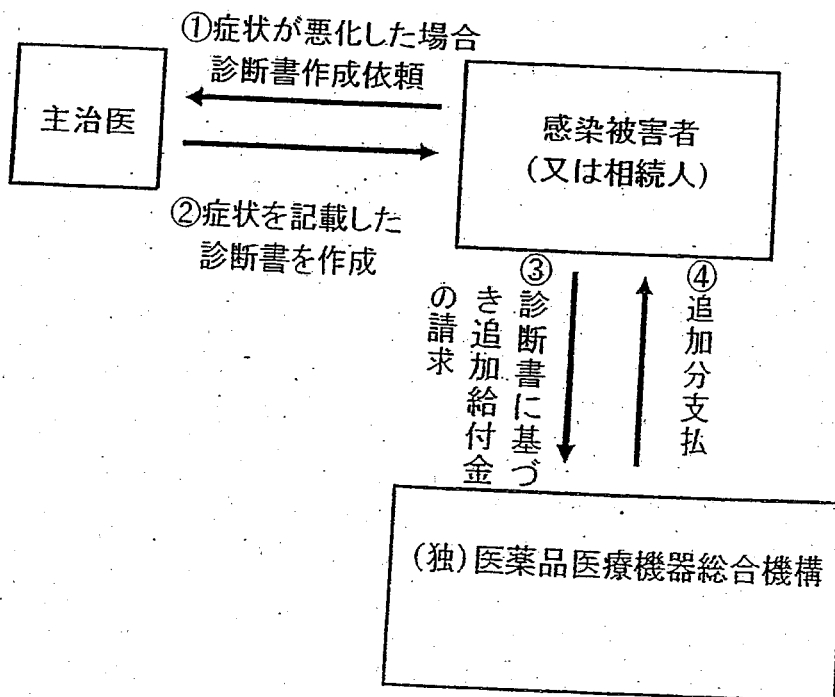 ①症状が悪化した場合
診断書作成依頼
主治医
感染被害者
(又は相続人)
②症状を記載した
診断書を作成
③診断書に基づ
き追加給付金
の請求
④追加分支払
(独)医薬品医療機器総合機構